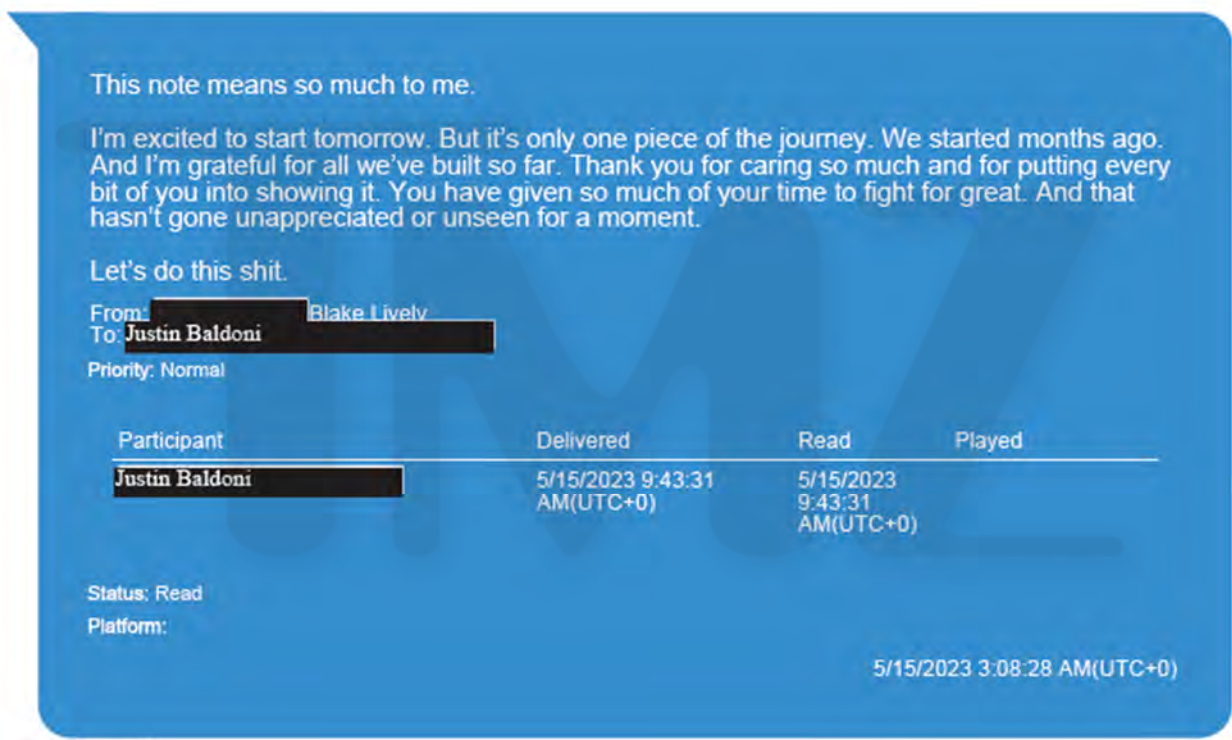 This note means so much to me.
I'm excited to start tomorrow. But it's only one piece of the journey. We started months ago.
And I'm grateful for all we've built so far. Thank you for caring so much and for putting every
bit of you into showing it. You have given so much of your time to fight for great. And that
hasn't gone unappreciated or unseen for a moment.
Let's do this shit.
From: Blake Lively
To: Justin Baldoni
Priority: Normal
Participant Delivered Read Played
Justin Baldoni 5/15/2023 9:43:31 5/15/2023
AM(UTC+0) 9:43:31
AM(UTC+0)
Status: Read
Platform:
5/15/2023 3:08:28 AM(UTC+0)
TMZ